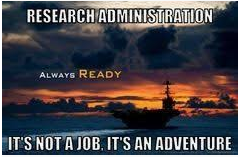 RESEARCH ADMINISTRATION
ALWAYS READY
IT'S NOT A JOB, IT'S AN ADVENTURE